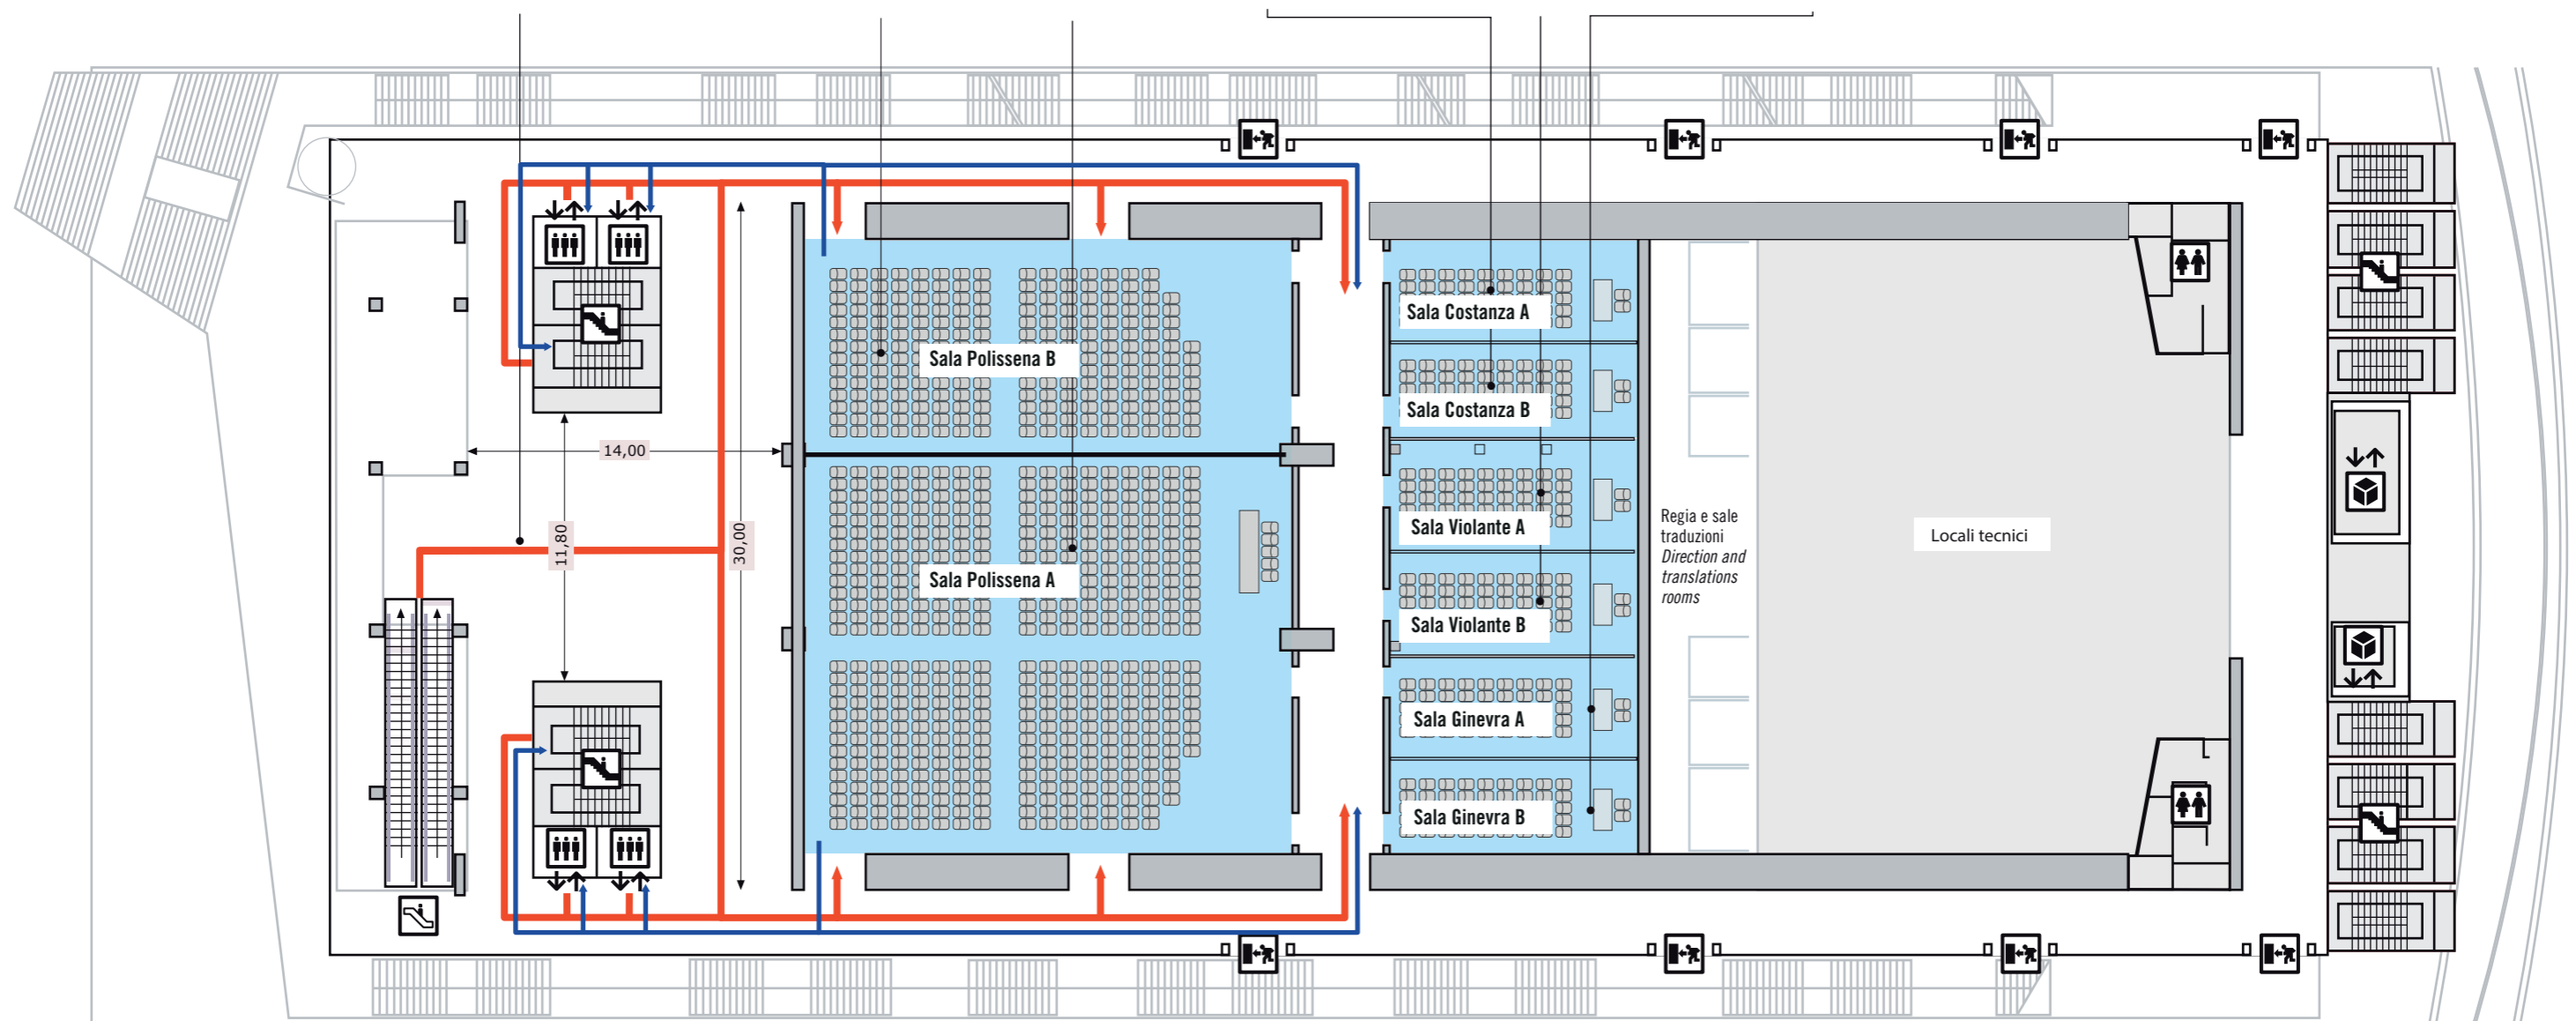 Sala Polissena B
14,00
11,80
30,00
Sala Polissena A
Sala Costanza A
Sala Costanza B
Sala Violante A
Sala Violante B
Sala Ginevra A
Sala Ginevra B
Regia e sale
traduzioni
Direction and
translations
rooms
Locali tecnici